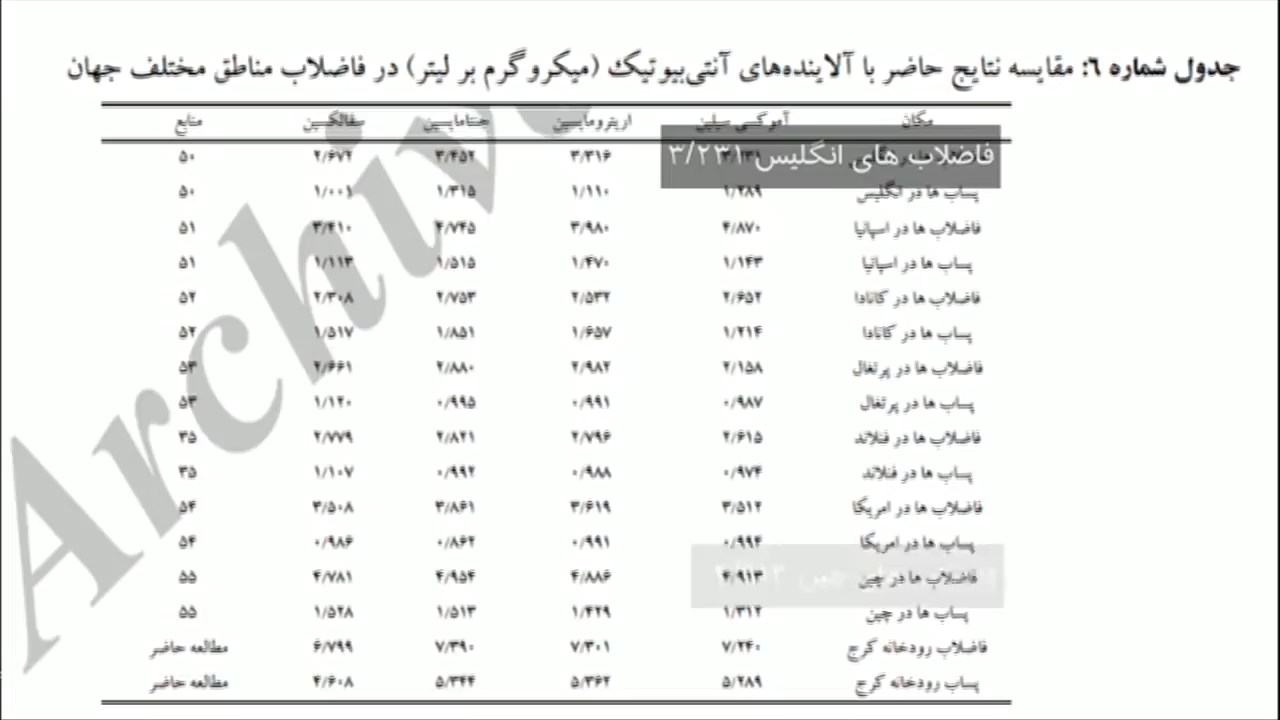 جدول شماره ۶: مقایسه نتایج حاضر با آلاینده‌های آنتی‌بیوتیک (میکروگرم بر لیتر) در فاضلاب مناطق مختلف جهان
مکان آموکسی سیلین اریترومایسین جنتامایسین سفالکسین منابع
فاضلاب های انگلیس ۳/۲۳۱
۳/۳۱۶ ۳/۴۵۲ ۲/۶۷۲ ۵۰
پساب ها در انگلیس ۱/۲۸۹ ۱/۱۱۰ ۱/۳۱۵ ۱/۰۰۱ ۵۰
فاضلاب ها در اسپانیا ۴/۸۷۰ ۳/۹۸۰ ۴/۷۴۵ ۳/۴۱۰ ۵۱
پساب ها در اسپانیا ۱/۱۴۳ ۱/۴۷۰ ۱/۵۱۵ ۱/۱۱۳ ۵۱
فاضلاب ها در کانادا ۲/۶۵۲ ۲/۵۳۲ ۲/۷۵۳ ۲/۳۰۸ ۵۲
پساب ها در کانادا ۱/۲۱۴ ۱/۶۵۷ ۱/۸۵۱ ۱/۵۱۷ ۵۲
فاضلاب ها در پرتغال ۲/۱۵۸ ۲/۹۸۲ ۲/۸۸۰ ۲/۶۶۱ ۵۳
پساب ها در پرتغال ۰/۹۸۷ ۰/۹۹۱ ۰/۹۹۵ ۱/۱۲۰ ۵۳
فاضلاب ها در فنلاند ۲/۶۱۵ ۲/۷۹۶ ۲/۸۲۱ ۲/۷۷۹ ۳۵
پساب ها در فنلاند ۰/۹۷۴ ۰/۹۸۸ ۰/۹۹۲ ۱/۱۰۷ ۳۵
فاضلاب ها در امریکا ۳/۵۱۲ ۳/۶۱۹ ۳/۸۶۱ ۳/۵۰۸ ۵۴
پساب ها در امریکا ۰/۹۹۴ ۰/۹۹۱ ۰/۸۶۲ ۰/۹۸۶ ۵۴
فاضلاب ها در چین ۴/۹۱۳ ۴/۸۸۶ ۴/۹۵۴ ۴/۷۸۱ ۵۵
پساب ها در چین ۱/۳۱۲ ۱/۴۲۹ ۱/۵۱۳ ۱/۵۲۸ ۵۵
فاضلاب رودخانه کرج ۷/۲۴۰ ۷/۳۰۱ ۷/۳۹۰ ۶/۷۹۹ مطالعه حاضر
پساب رودخانه کرج ۵/۲۸۹ ۵/۳۶۲ ۵/۳۴۴ ۴/۶۰۸ مطالعه حاضر
Archive